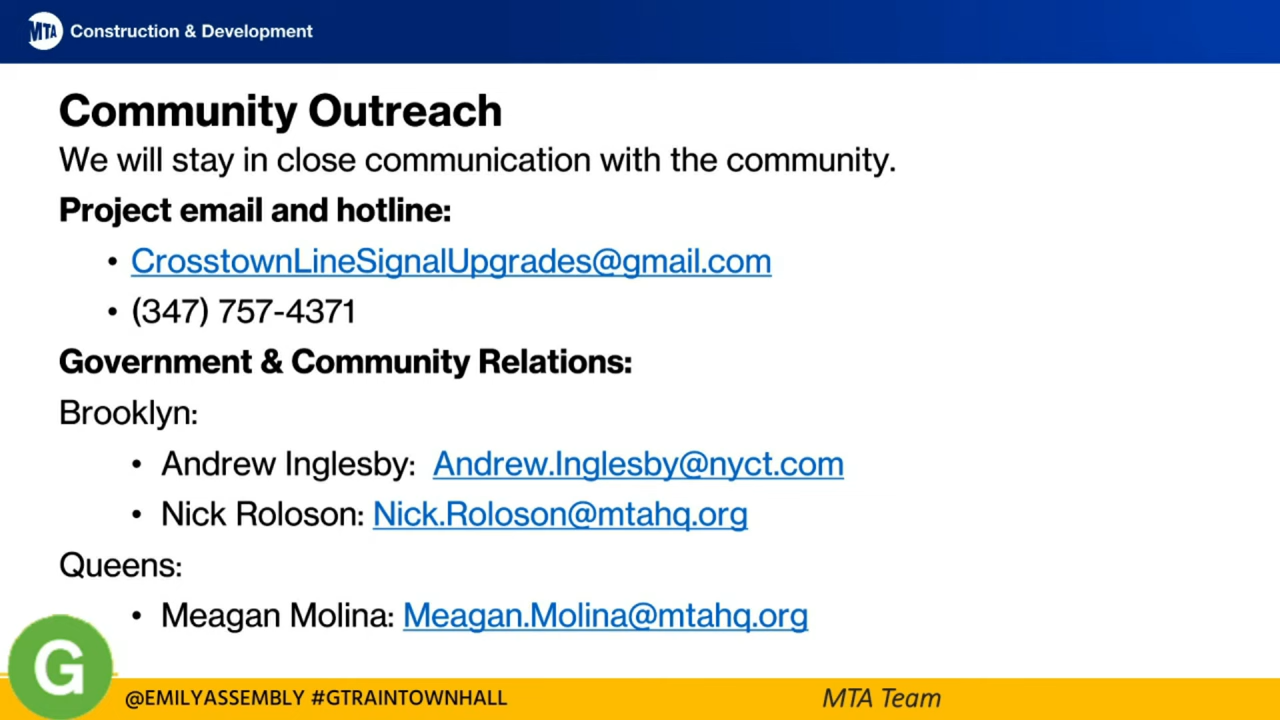 MTA Construction & Development
Community Outreach
We will stay in close communication with the community.
Project email and hotline:
• CrosstownLineSignalUpgrades@gmail.com
• (347) 757-4371
Government & Community Relations:
Brooklyn:
• Andrew Inglesby: Andrew.Inglesby@nyct.com
• Nick Roloson: Nick.Roloson@mtahq.org
Queens:
• Meagan Molina: Meagan.Molina@mtahq.org
G
@EMILYASSEMBLY #GTRAINTOWNHALL MTA Team